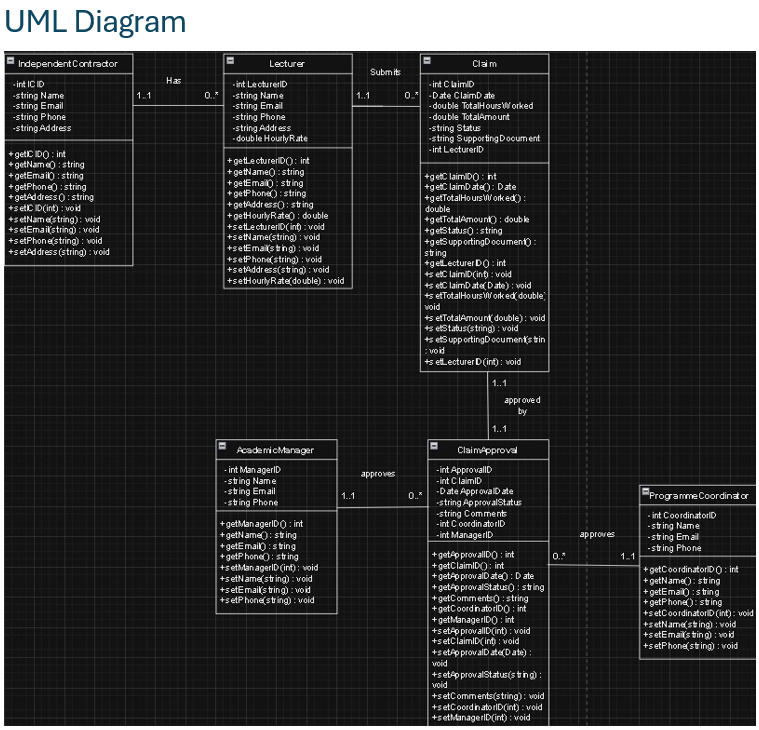 UML Diagram
IndependentContractor
-int ICID
-string Name
-string Email
-string Phone
-string Address
+getICID() : int
+getName() : string
+getEmail() : string
+getPhone() : string
+getAddress() : string
+setICID(int) : void
+setName(string) : void
+setEmail(string) : void
+setPhone(string) : void
+setAddress(string) : void
Has
1..1
0..*
Lecturer
-int LecturerID
-string Name
-string Email
-string Phone
-string Address
-double HourlyRate
+getLecturerID() : int
+getName() : string
+getEmail() : string
+getPhone() : string
+getAddress() : string
+getHourlyRate() : double
+setLecturerID(int) : void
+setName(string) : void
+setEmail(string) : void
+setPhone(string) : void
+setAddress(string) : void
+setHourlyRate(double) : void
Submits
1..1
0..*
Claim
-int ClaimID
-Date ClaimDate
-double TotalHoursWorked
-double TotalAmount
-string Status
-string SupportingDocument
-int LecturerID
+getClaimID() : int
+getClaimDate() : Date
+getTotalHoursWorked() :
double
+getTotalAmount() : double
+getStatus() : string
+getSupportingDocument() :
string
+getLecturerID() : int
+setClaimID(int) : void
+setClaimDate(Date) : void
+setTotalHoursWorked(double)
void
+setTotalAmount(double) : void
+setStatus(string) : void
+setSupportingDocument(strin
: void
+setLecturerID(int) : void
1..1
approved
by
1..1
AcademicManager
-int ManagerID
-string Name
-string Email
-string Phone
+getManagerID() : int
+getName() : string
+getEmail() : string
+getPhone() : string
+setManagerID(int) : void
+setName(string) : void
+setEmail(string) : void
+setPhone(string) : void
approves
1..1
0..*
ClaimApproval
-int ApprovalID
-int ClaimID
-Date ApprovalDate
-string ApprovalStatus
-string Comments
-int CoordinatorID
-int ManagerID
+getApprovalID() : int
+getClaimID() : int
+getApprovalDate() : Date
+getApprovalStatus() : string
+getComments() : string
+getCoordinatorID() : int
+getManagerID() : int
+setApprovalID(int) : void
+setClaimID(int) : void
+setApprovalDate(Date) :
void
+setApprovalStatus(string) :
void
+setComments(string) : void
+setCoordinatorID(int) : void
+setManagerID(int) : void
approves
0..*
1..1
ProgrammeCoordinator
-int CoordinatorID
-string Name
-string Email
-string Phone
+getCoordinatorID() : int
+getName() : string
+getEmail() : string
+getPhone() : string
+setCoordinatorID(int) : void
+setName(string) : void
+setEmail(string) : void
+setPhone(string) : void